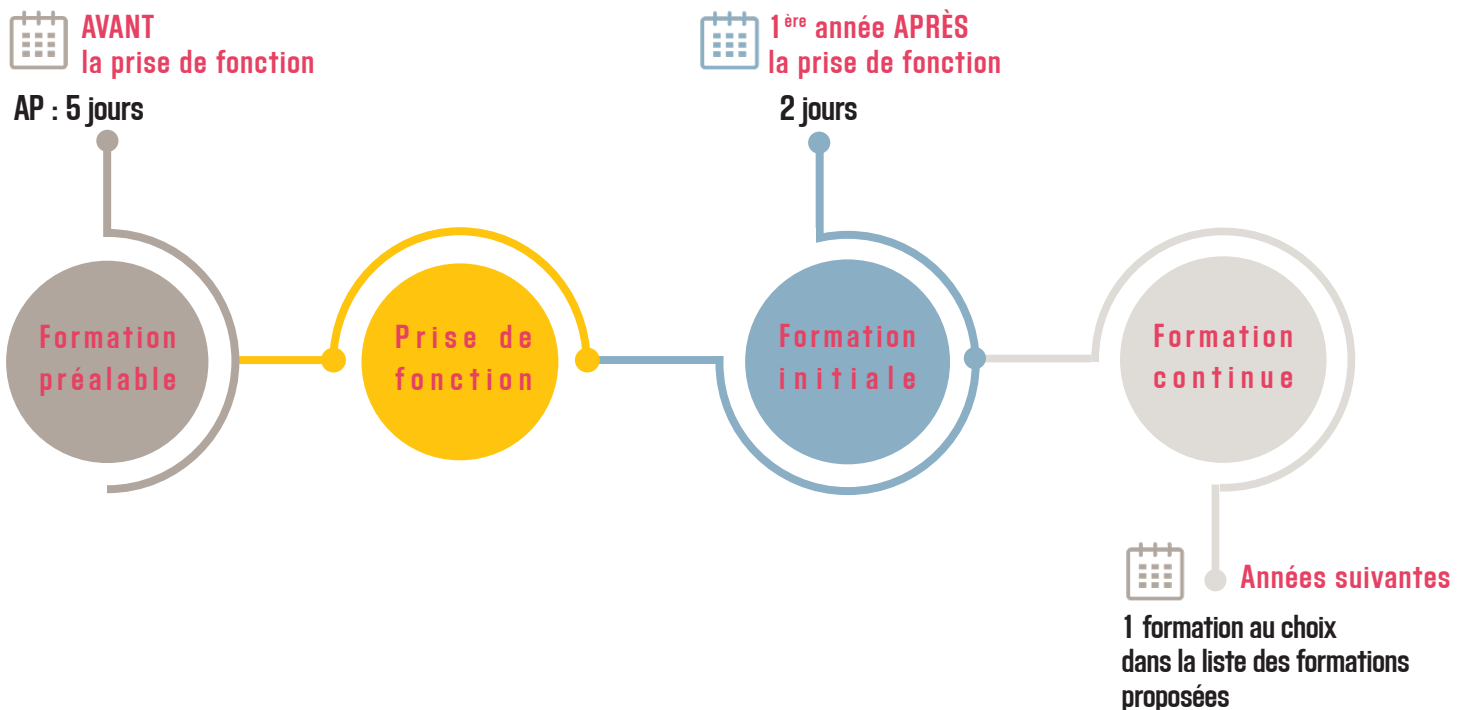 AVANT
la prise de fonction
AP : 5 jours
1ère année APRÈS
la prise de fonction
2 jours
Formation
préalable
Prise de
fonction
Formation
initiale
Formation
continue
Années suivantes
1 formation au choix
dans la liste des formations
proposées